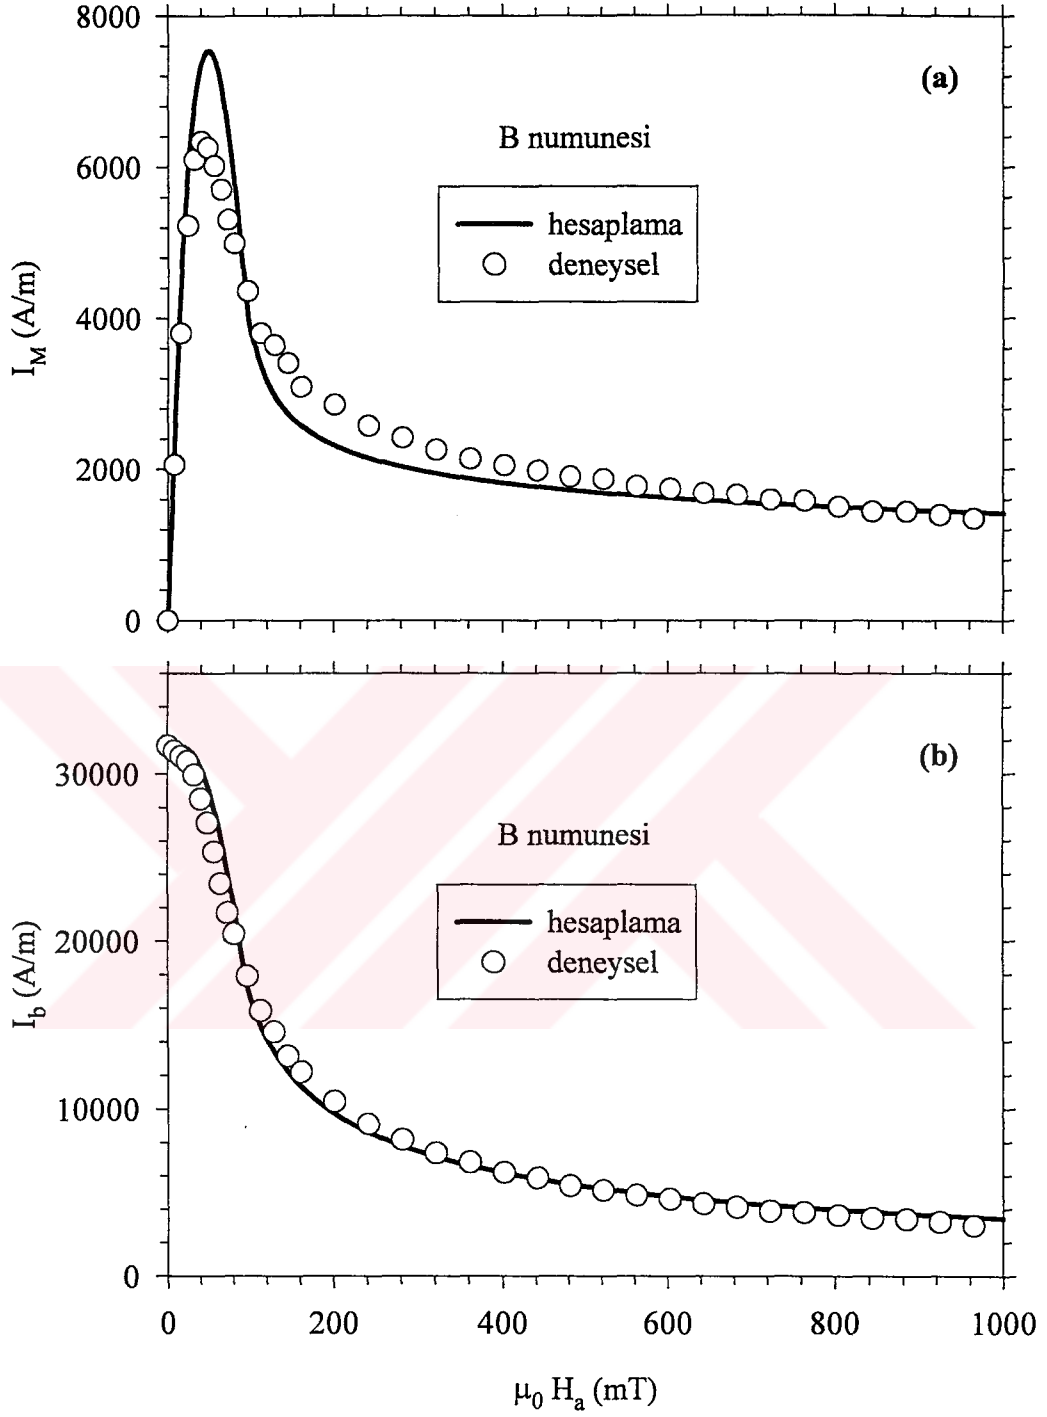 8000
(a)
B numunesi
6000
hesaplama
deneysel
I_M (A/m)
4000
2000
0
(b)
30000
B numunesi
hesaplama
20000
deneysel
I_b (A/m)
10000
0
0 200 400 600 800 1000
μ₀ H_a (mT)